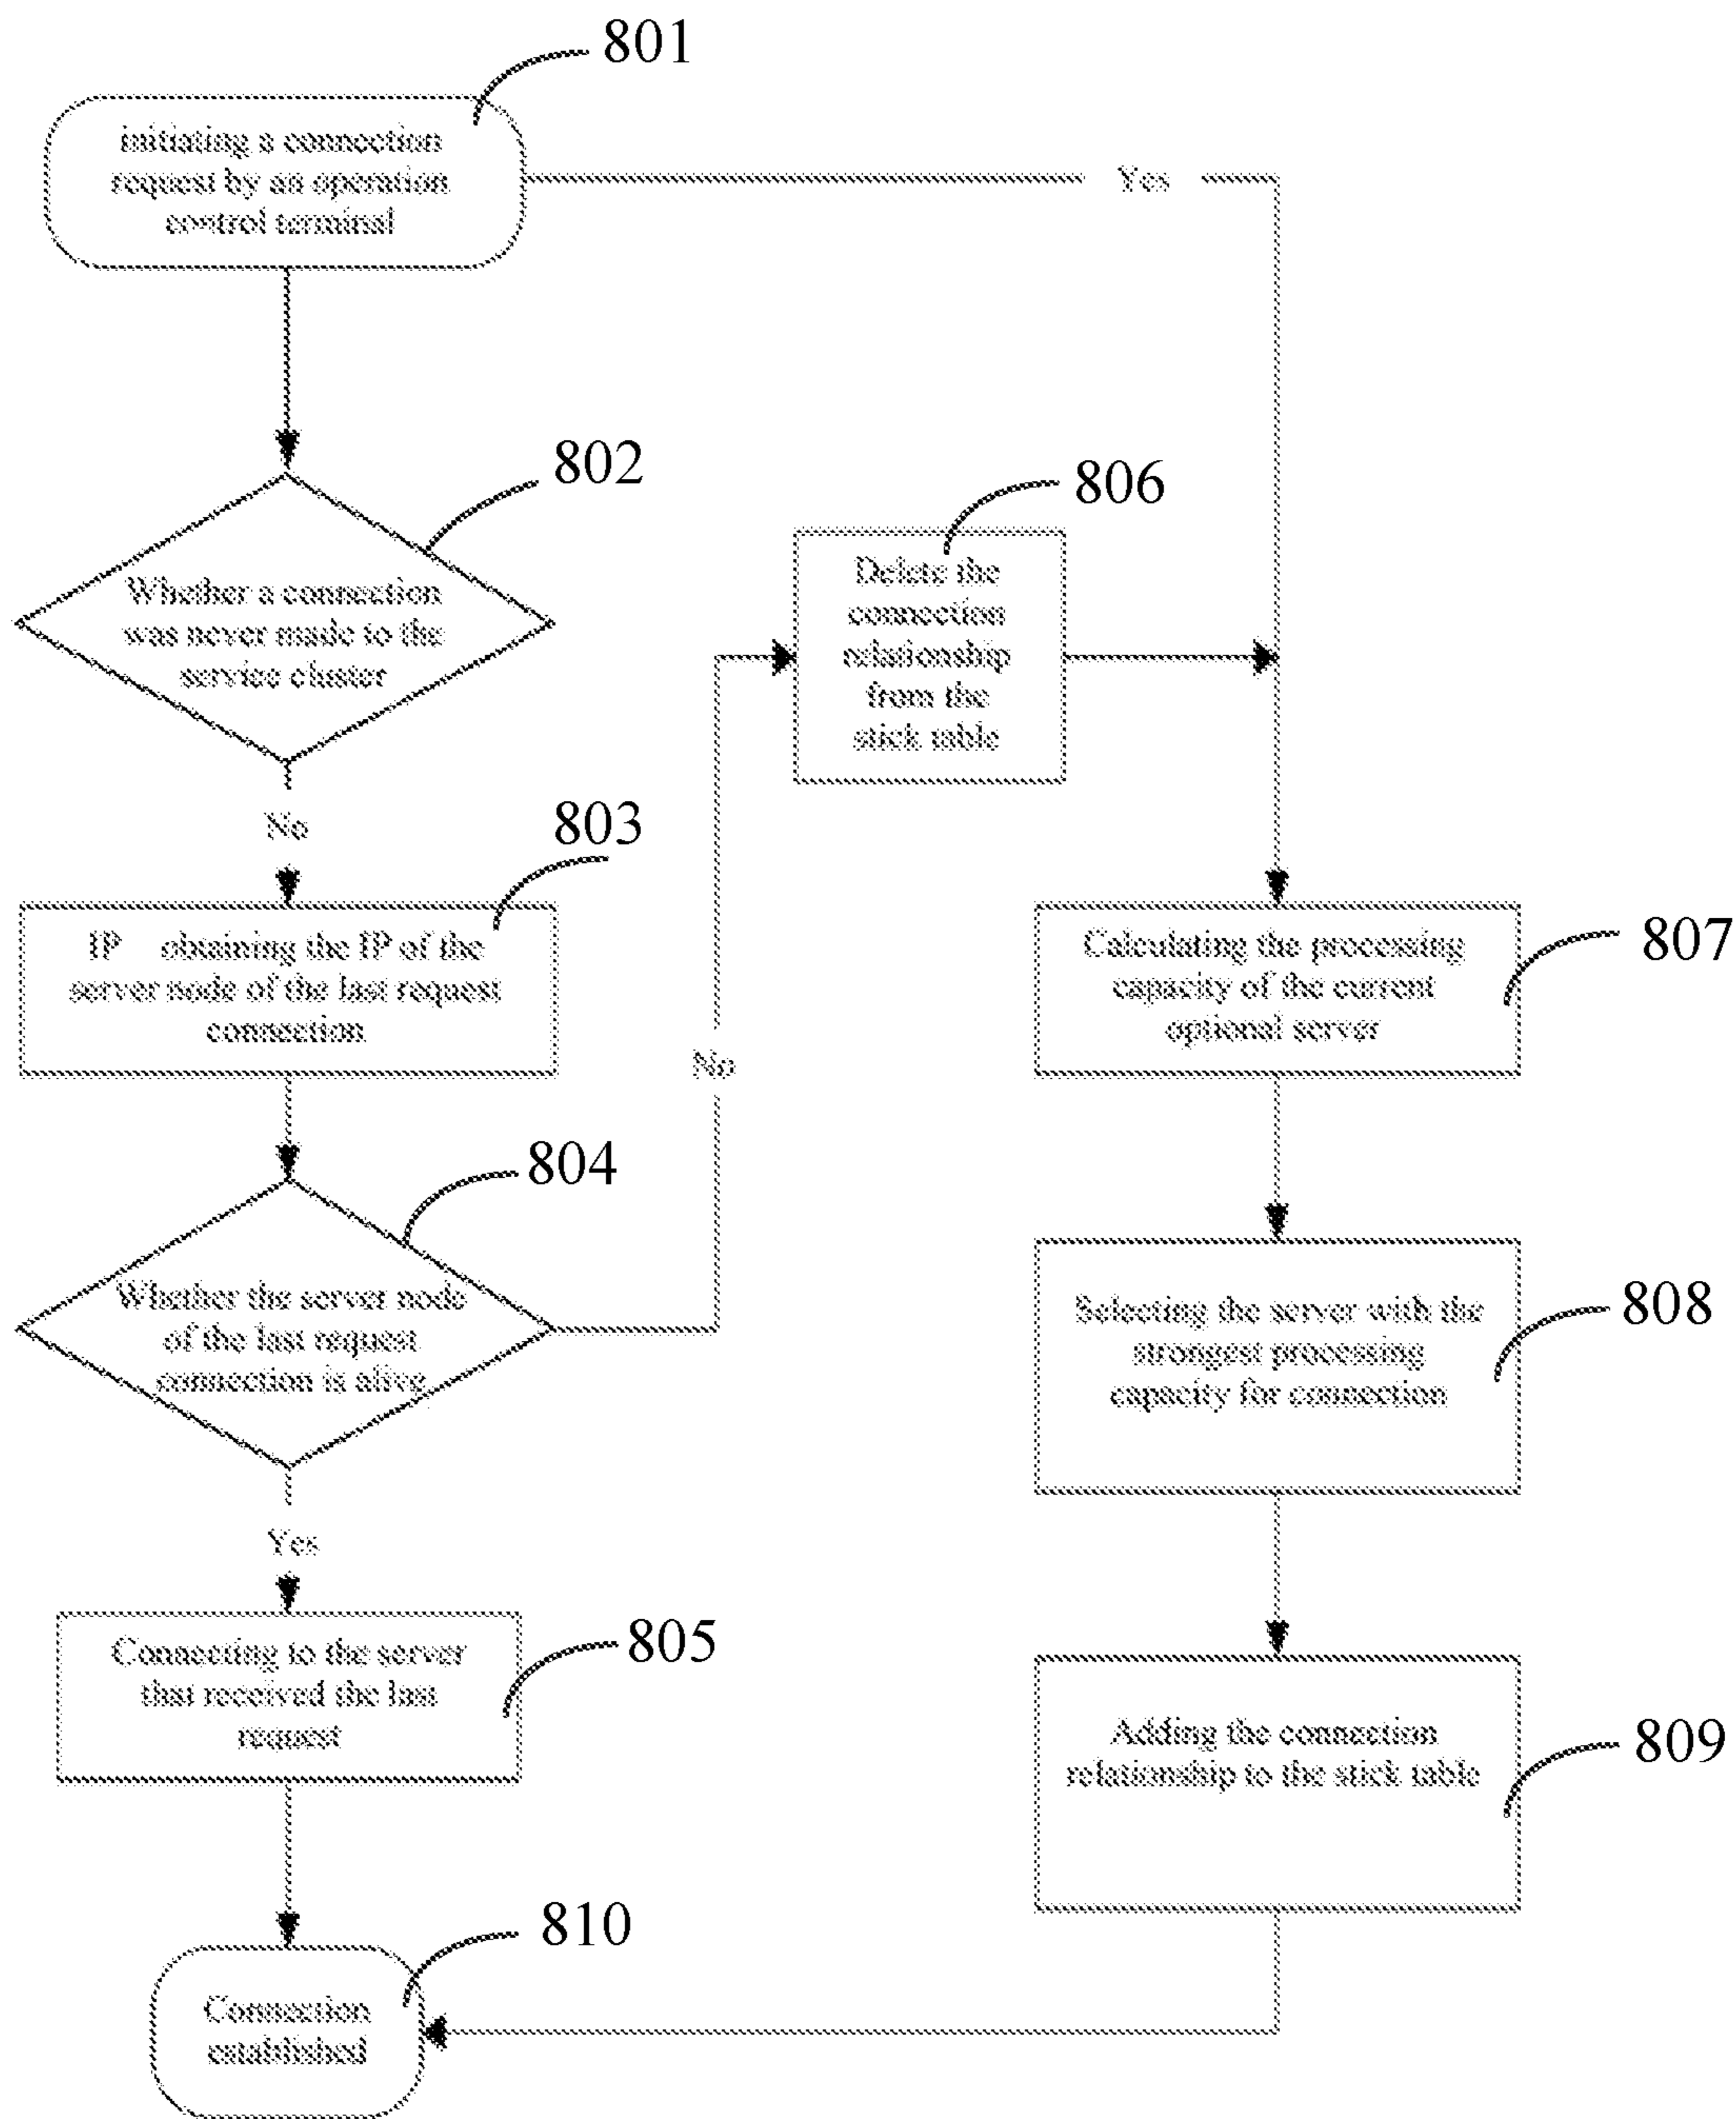 801
initiating a connection
request by an operation
control terminal
Yes
802
Whether a connection
was never made to the
service cluster
806
Delete the
connection
relationship
from the
stick table
No
803
IP obtaining the IP of the
server node of the last request
connection
807
Calculating the processing
capacity of the current
optional server
No
804
Whether the server node
of the last request
connection is alive
808
Selecting the server with the
strongest processing
capacity for connection
Yes
805
Connecting to the server
that received the last
request
809
Adding the connection
relationship to the stick table
810
Connection
established